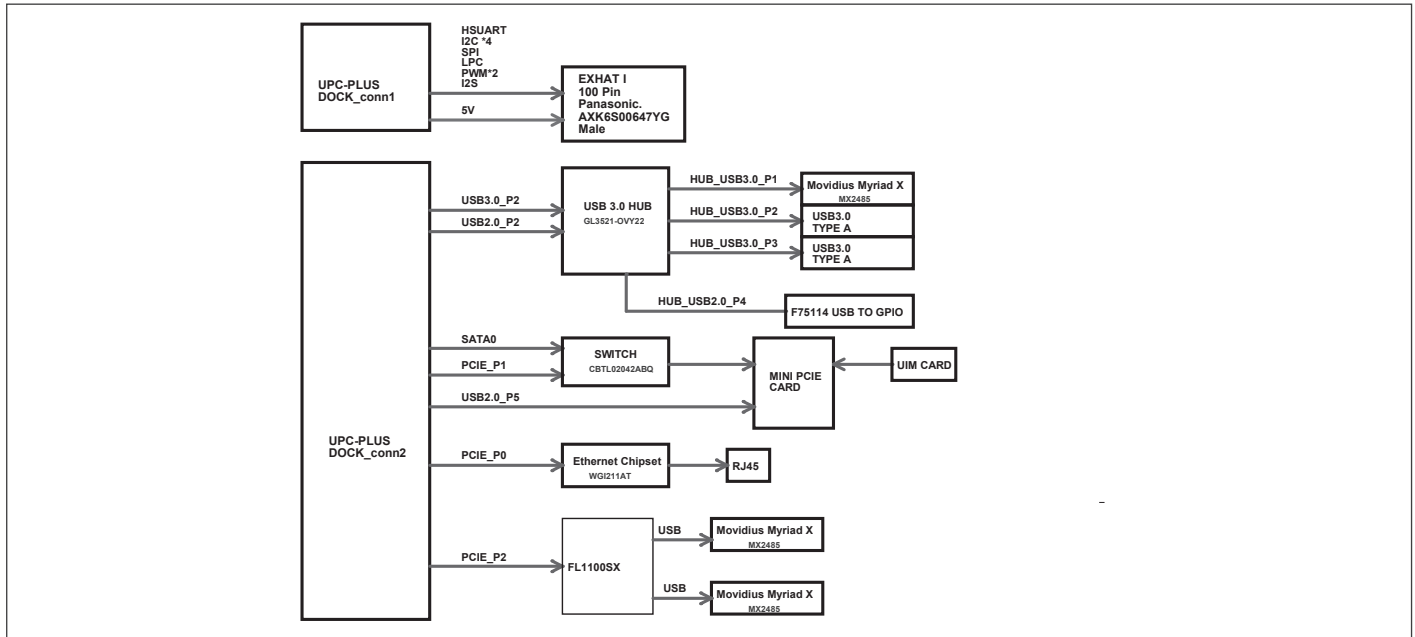 HSUART
I2C *4
SPI
LPC
PWM*2
I2S
UPC-PLUS
DOCK_conn1
5V
EXHAT I
100 Pin
Panasonic.
AXK6S00647YG
Male
USB3.0_P2
USB2.0_P2
USB 3.0 HUB
GL3521-OVY22
HUB_USB3.0_P1
Movidius Myriad X
MX2485
HUB_USB3.0_P2
USB3.0
TYPE A
HUB_USB3.0_P3
USB3.0
TYPE A
HUB_USB2.0_P4
F75114 USB TO GPIO
SATA0
PCIE_P1
SWITCH
CBTL02042ABQ
MINI PCIE
CARD
UIM CARD
USB2.0_P5
UPC-PLUS
DOCK_conn2
PCIE_P0
Ethernet Chipset
WGI211AT
RJ45
PCIE_P2
FL1100SX
USB
Movidius Myriad X
MX2485
USB
Movidius Myriad X
MX2485